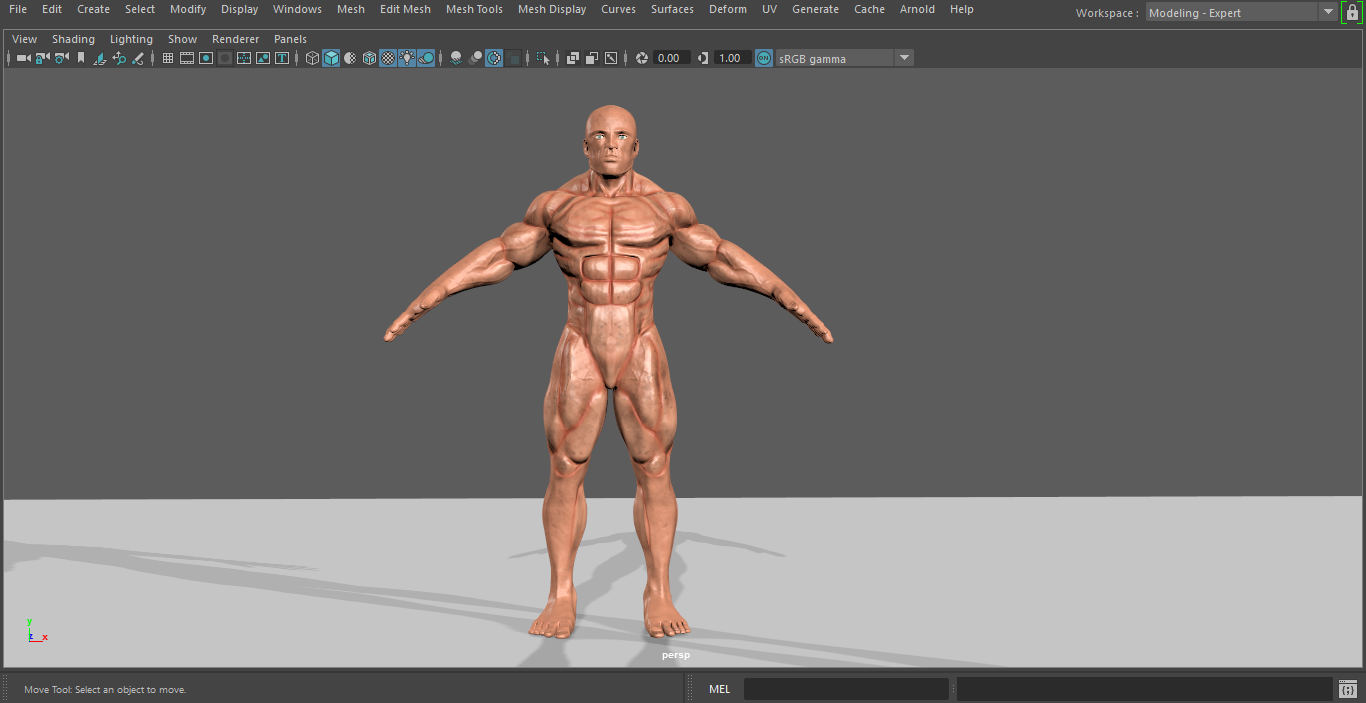 File Edit Create Select Modify Display Windows Mesh Edit Mesh Mesh Tools Mesh Display Curves Surfaces Deform UV Generate Cache Arnold Help Workspace : Modeling - Expert
View Shading Lighting Show Renderer Panels
0.00 1.00 ON sRGB gamma
y
z x
persp
Move Tool: Select an object to move. MEL